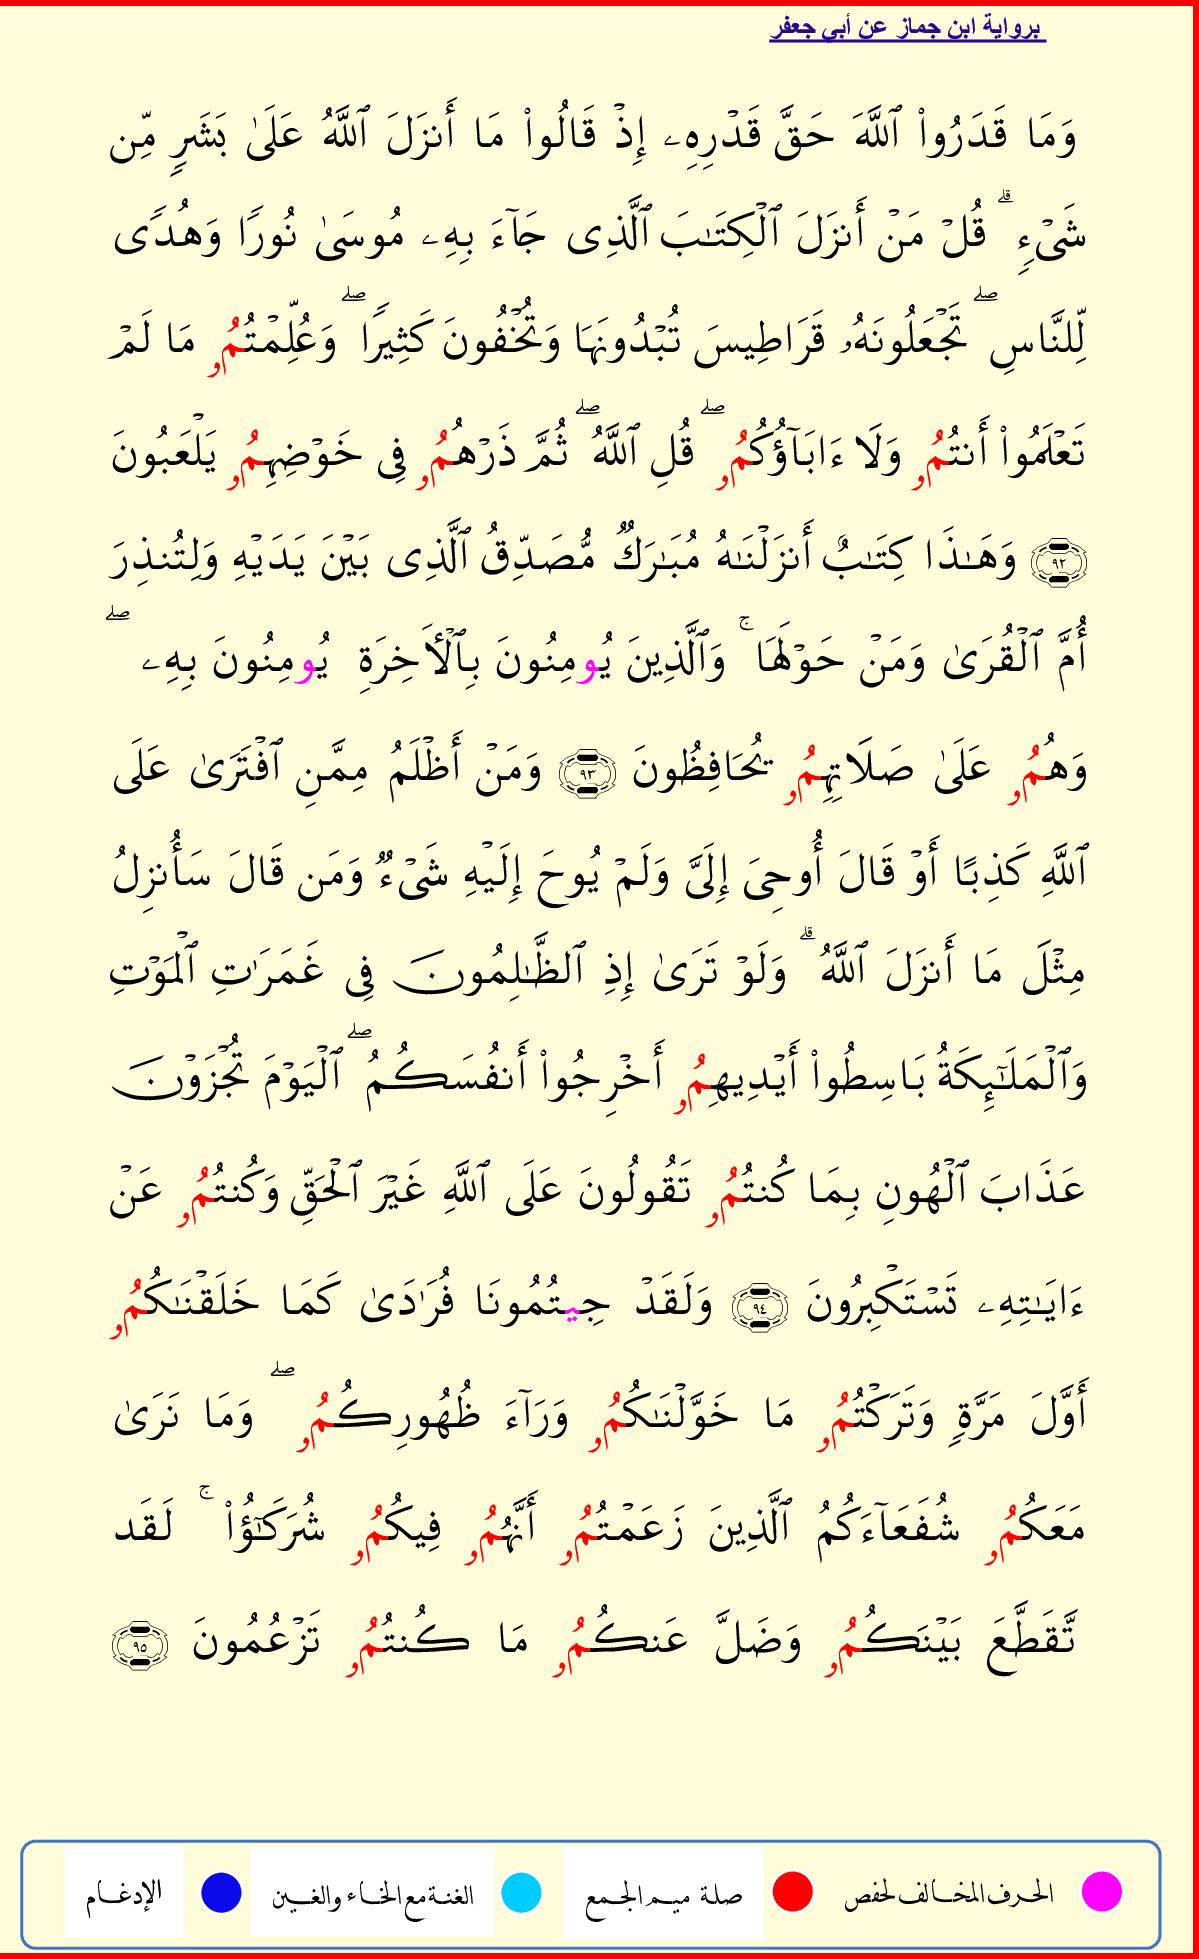 برواية ابن جماز عن أبي جعفر
وَمَا قَدَرُوا۟ ٱللَّهَ حَقَّ قَدْرِهِۦ إِذْ قَالُوا۟ مَا أَنزَلَ ٱللَّهُ عَلَىٰ بَشَرٍ مِّن
شَىْءٍ ۗ قُلْ مَنْ أَنزَلَ ٱلْكِتَـٰبَ ٱلَّذِى جَآءَ بِهِۦ مُوسَىٰ نُورًا وَهُدًى
لِّلنَّاسِ ۖ تَجْعَلُونَهُۥ قَرَاطِيسَ تُبْدُونَهَا وَتُخْفُونَ كَثِيرًا ۖ وَعُلِّمْتُمُۥ مَا لَمْ
تَعْلَمُوا۟ أَنتُمُۥ وَلَا ءَابَآؤُكُمُۥ ۖ قُلِ ٱللَّهُ ۖ ثُمَّ ذَرْهُمُۥ فِى خَوْضِهِمُۥ يَلْعَبُونَ
٩٢ وَهَـٰذَا كِتَـٰبٌ أَنزَلْنَـٰهُ مُبَـٰرَكٌ مُّصَدِّقُ ٱلَّذِى بَيْنَ يَدَيْهِ وَلِتُنذِرَ
أُمَّ ٱلْقُرَىٰ وَمَنْ حَوْلَهَا ۚ وَٱلَّذِينَ يُومِنُونَ بِٱلْأَخِرَةِ يُومِنُونَ بِهِۦ ۖ
وَهُمُۥ عَلَىٰ صَلَاتِهِمُۥ يُحَافِظُونَ ٩٣ وَمَنْ أَظْلَمُ مِمَّنِ ٱفْتَرَىٰ عَلَى
ٱللَّهِ كَذِبًا أَوْ قَالَ أُوحِىَ إِلَىَّ وَلَمْ يُوحَ إِلَيْهِ شَىْءٌ وَمَن قَالَ سَأُنزِلُ
مِثْلَ مَا أَنزَلَ ٱللَّهُ ۗ وَلَوْ تَرَىٰ إِذِ ٱلظَّـٰلِمُونَ فِى غَمَرَٰتِ ٱلْمَوْتِ
وَٱلْمَلَـٰٓئِكَةُ بَاسِطُوا۟ أَيْدِيهِمُۥ أَخْرِجُوا۟ أَنفُسَكُمُ ۖ ٱلْيَوْمَ تُجْزَوْنَ
عَذَابَ ٱلْهُونِ بِمَا كُنتُمُۥ تَقُولُونَ عَلَى ٱللَّهِ غَيْرَ ٱلْحَقِّ وَكُنتُمُۥ عَنْ
ءَايَـٰتِهِۦ تَسْتَكْبِرُونَ ٩٤ وَلَقَدْ جِيتُمُونَا فُرَٰدَىٰ كَمَا خَلَقْنَـٰكُمُۥ
أَوَّلَ مَرَّةٍ وَتَرَكْتُمُۥ مَا خَوَّلْنَـٰكُمُۥ وَرَآءَ ظُهُورِكُمُۥ ۖ وَمَا نَرَىٰ
مَعَكُمُۥ شُفَعَآءَكُمُ ٱلَّذِينَ زَعَمْتُمُۥ أَنَّهُمُۥ فِيكُمُۥ شُرَكَـٰٓؤُا۟ ۚ لَقَد
تَّقَطَّعَ بَيْنَكُمُۥ وَضَلَّ عَنكُمُۥ مَا كُنتُمُۥ تَزْعُمُونَ ٩٥
الحرف المخالف لحفص صلة ميم الجمع الغنة مع الخاء والغين الإدغام